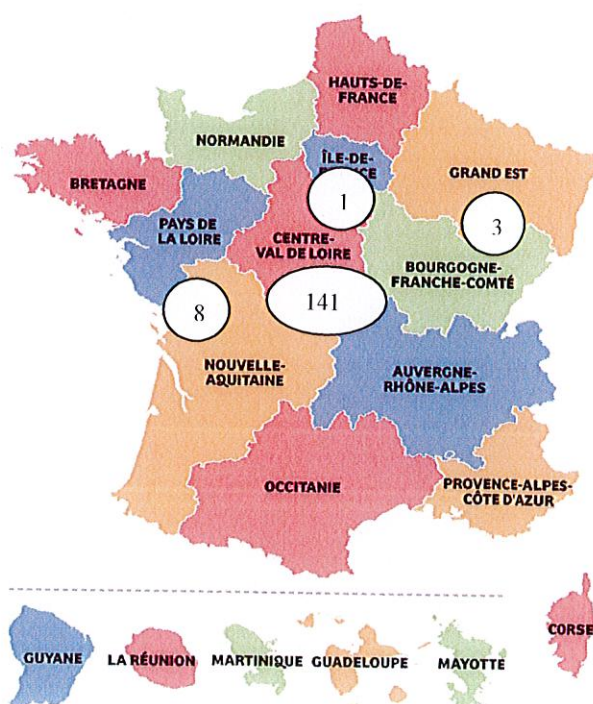 HAUTS-DE-
FRANCE
NORMANDIE
ÎLE-DE-
GRAND EST
BRETAGNE
1
3
PAYS DE
LA LOIRE
CENTRE-
VAL DE LOIRE
BOURGOGNE-
FRANCHE-COMTÉ
8
141
NOUVELLE-
AQUITAINE
AUVERGNE-
RHÔNE-ALPES
OCCITANIE
PROVENCE-ALPES-
CÔTE D'AZUR
CORSE
GUYANE
LA RÉUNION
MARTINIQUE
GUADELOUPE
MAYOTTE